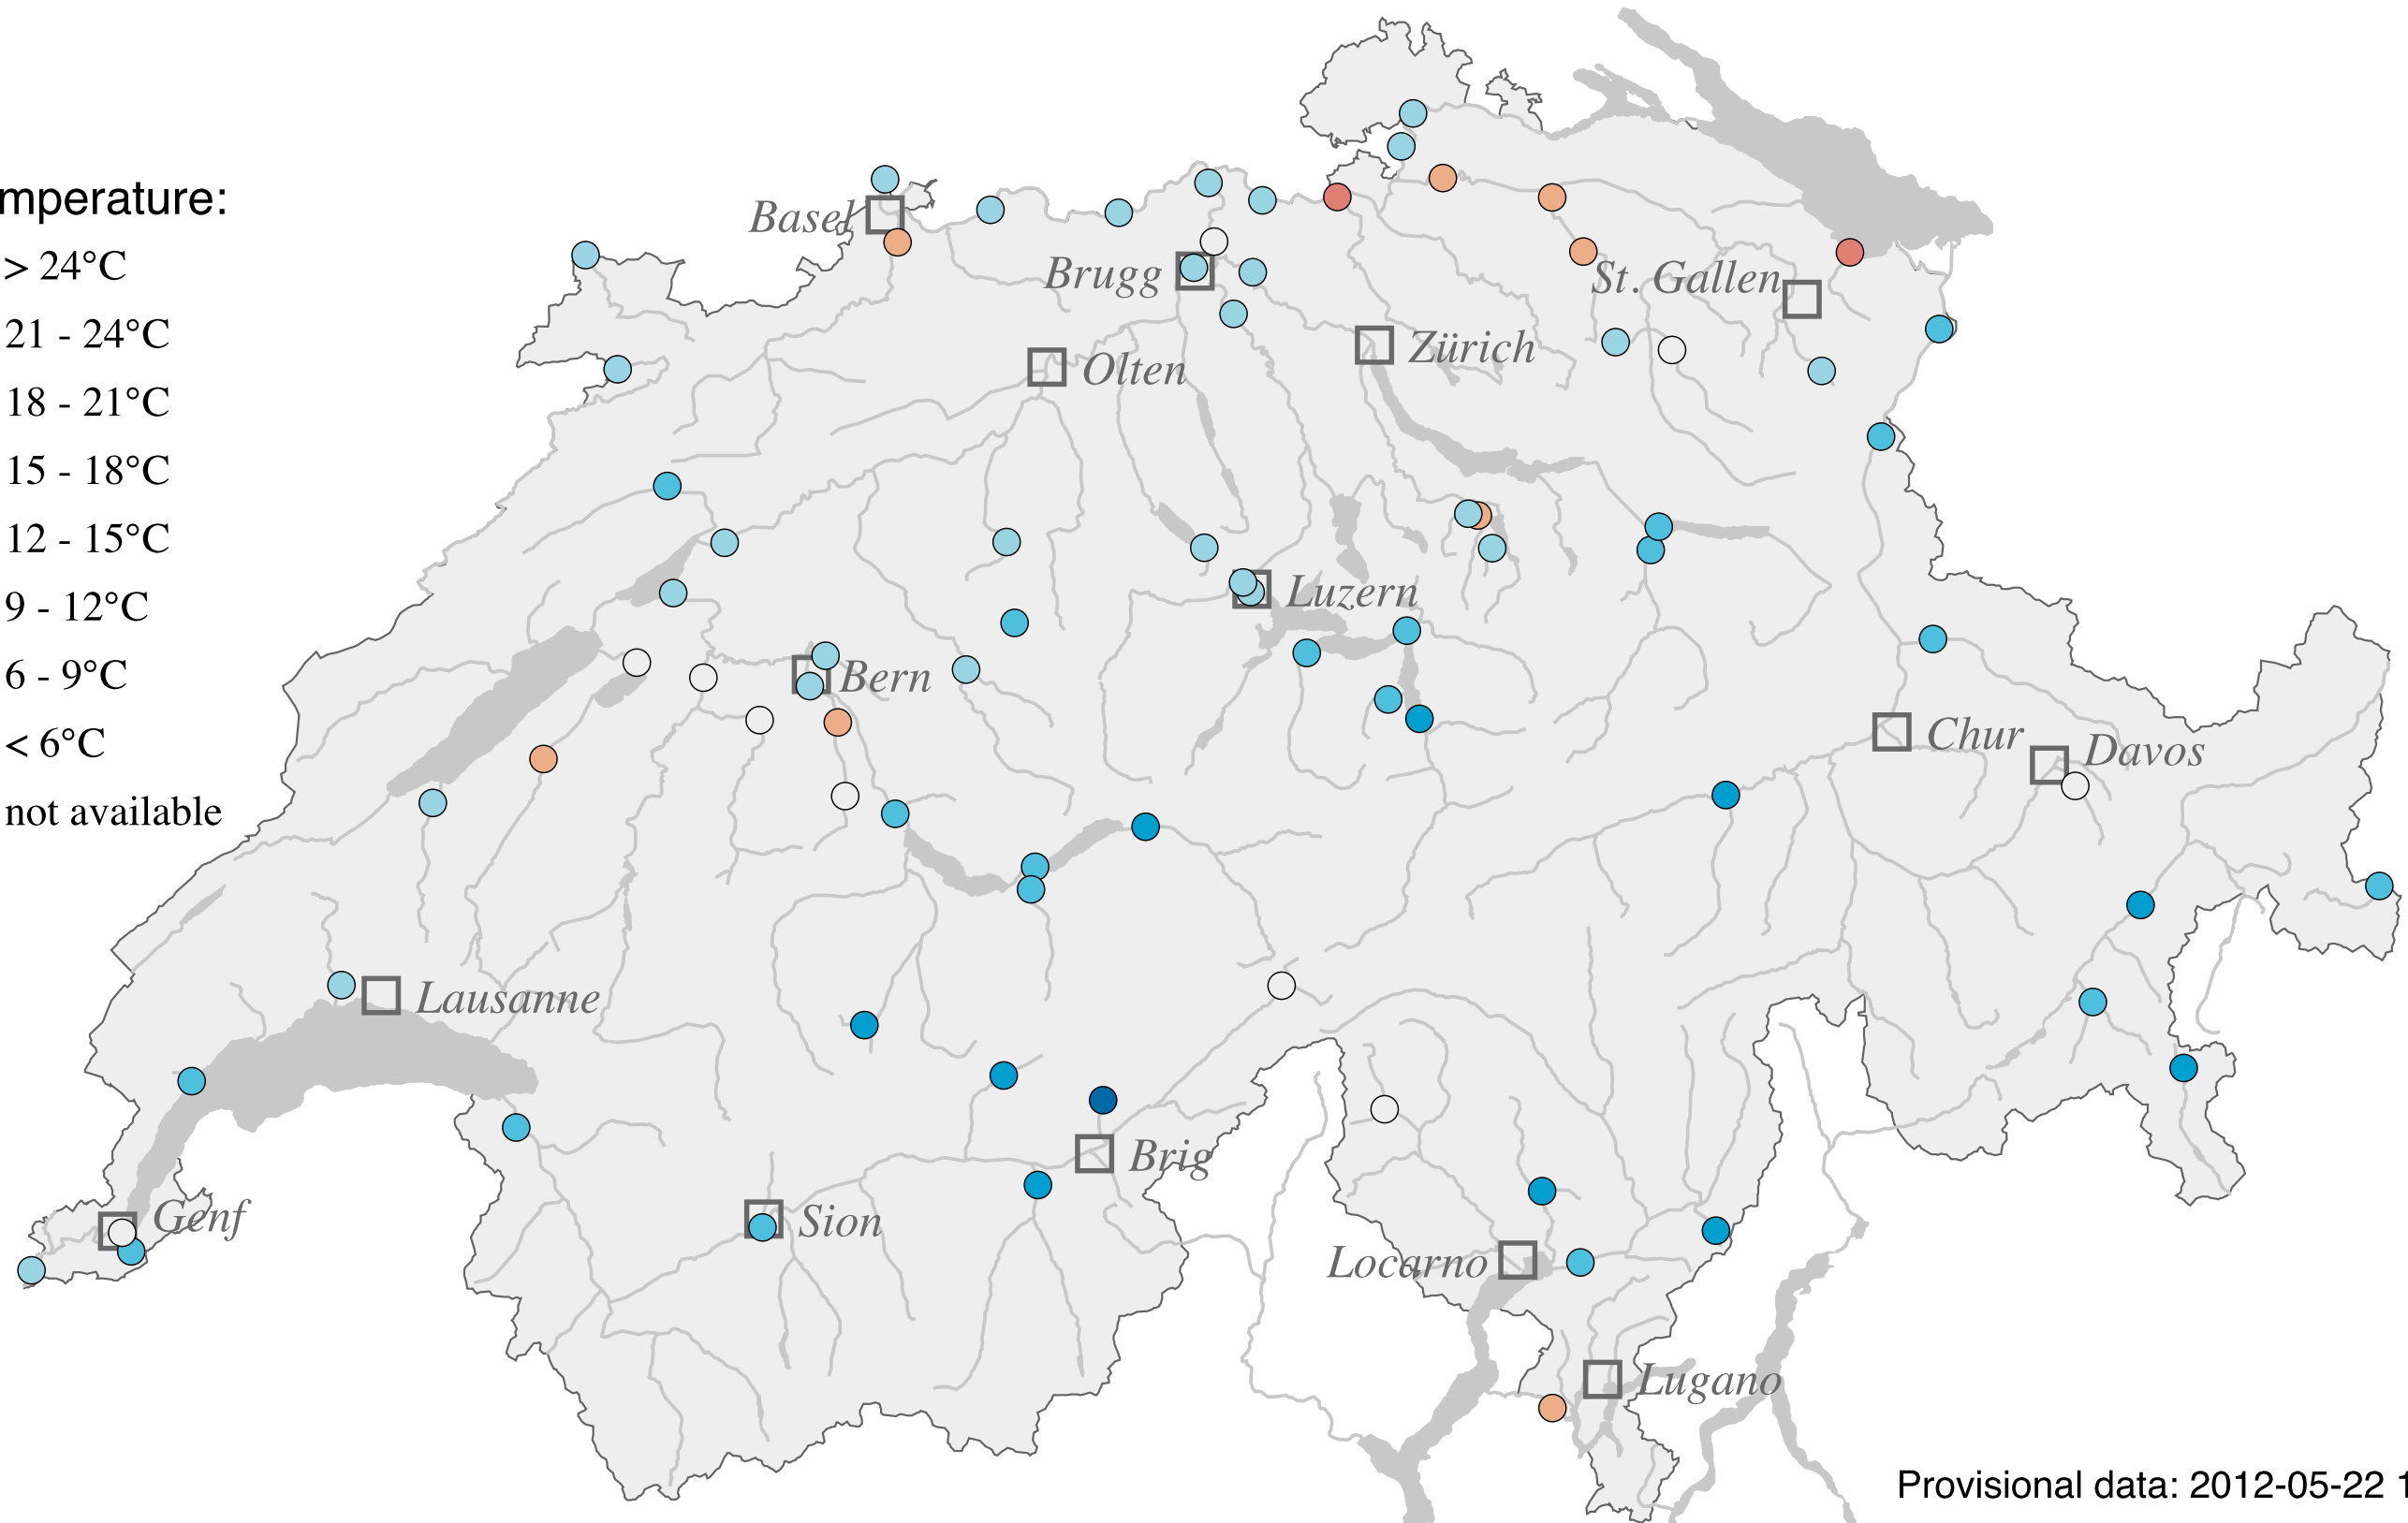 mperature:
> 24°C
21 - 24°C
18 - 21°C
15 - 18°C
12 - 15°C
9 - 12°C
6 - 9°C
< 6°C
not available
Basel
Brugg
St. Gallen
Olten
Zürich
Luzern
Bern
Chur
Davos
Lausanne
Brig
Genf
Sion
Locarno
Lugano
Provisional data: 2012-05-22 1